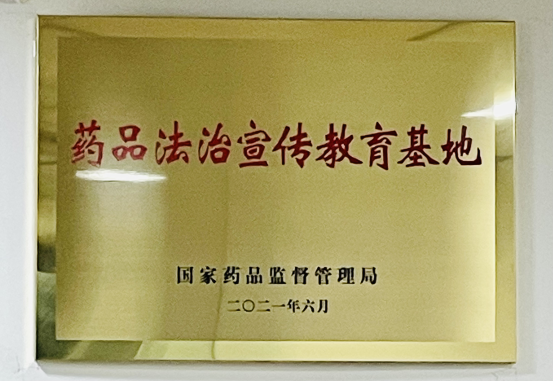 药品法治宣传教育基地
国家药品监督管理局
二〇二一年六月